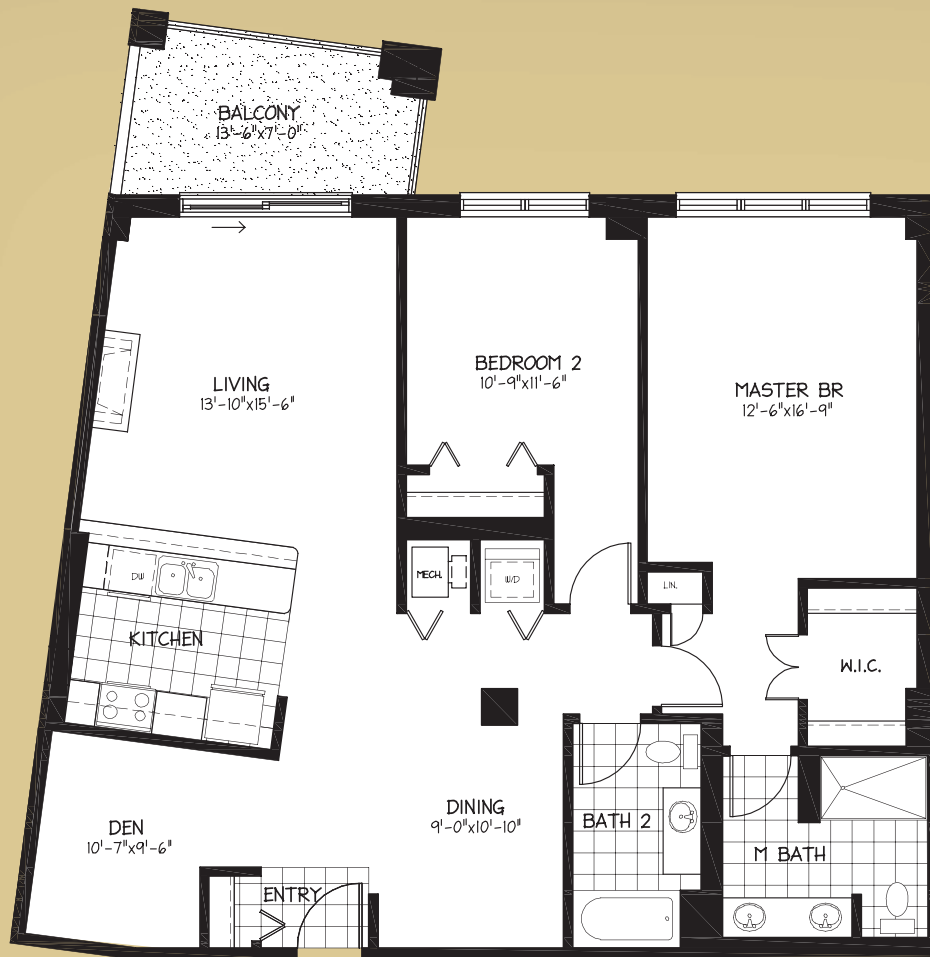 BALCONY
13'-6"x7'-0"
LIVING
13'-10"x15'-6"
BEDROOM 2
10'-9"x11'-6"
MASTER BR
12'-6"x16'-9"
DW
MECH.
W/D
LIN.
KITCHEN
W.I.C.
DEN
10'-7"x9'-6"
DINING
9'-0"x10'-10"
BATH 2
M BATH
ENTRY